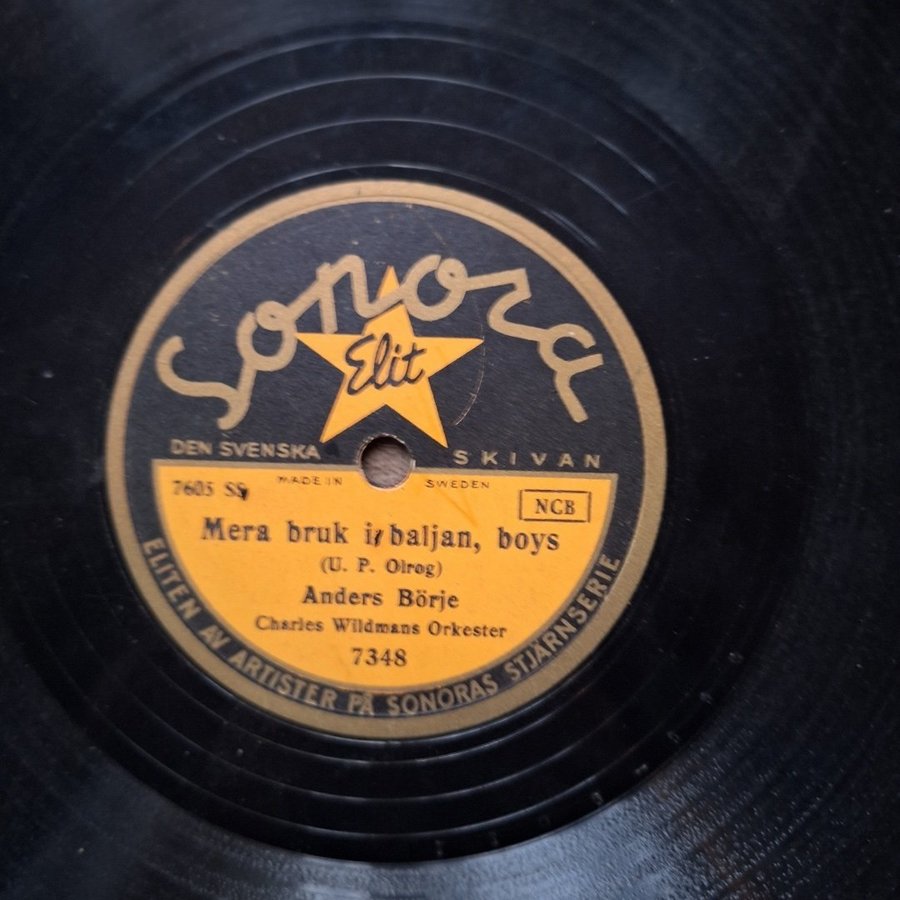 Sonora
Elit
DEN SVENSKA SKIVAN
MADE IN SWEDEN
7605 SS
NCB
Mera bruk i baljan, boys
(U. P. Olrog)
Anders Börje
Charles Wildmans Orkester
7348
ELITEN AV ARTISTER PÅ SONORAS STJÄRNSERIE